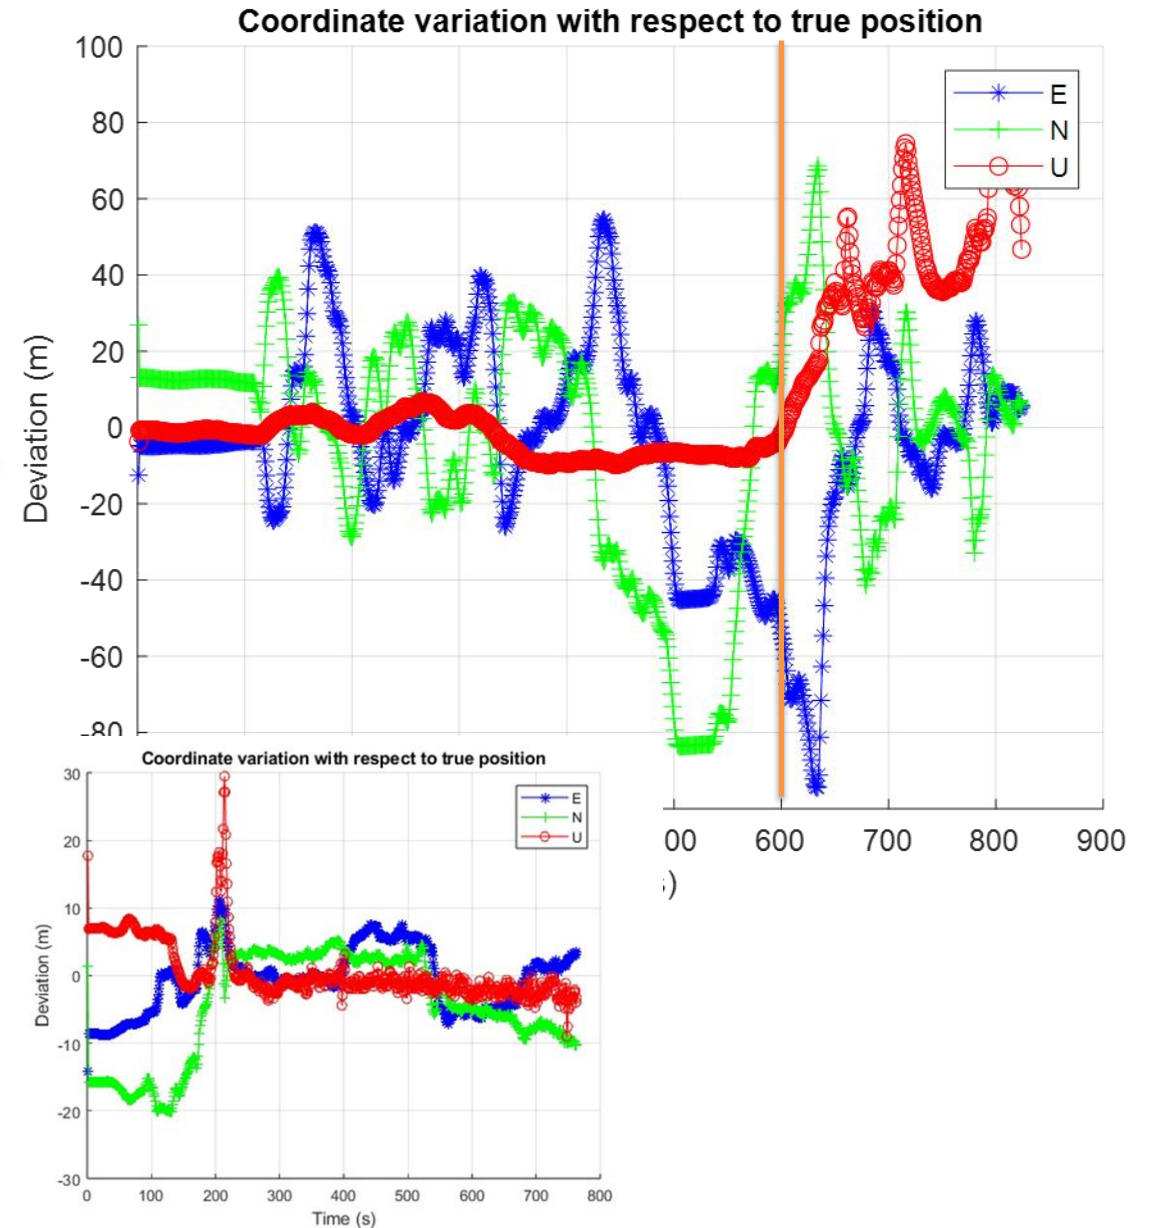 Coordinate variation with respect to true position
100
80
60
40
20
0
-20
-40
-60
-80
Deviation (m)
E
N
U
00 600 700 800 900
s)
Coordinate variation with respect to true position
30
20
10
0
-10
-20
-30
Deviation (m)
E
N
U
0 100 200 300 400 500 600 700 800
Time (s)